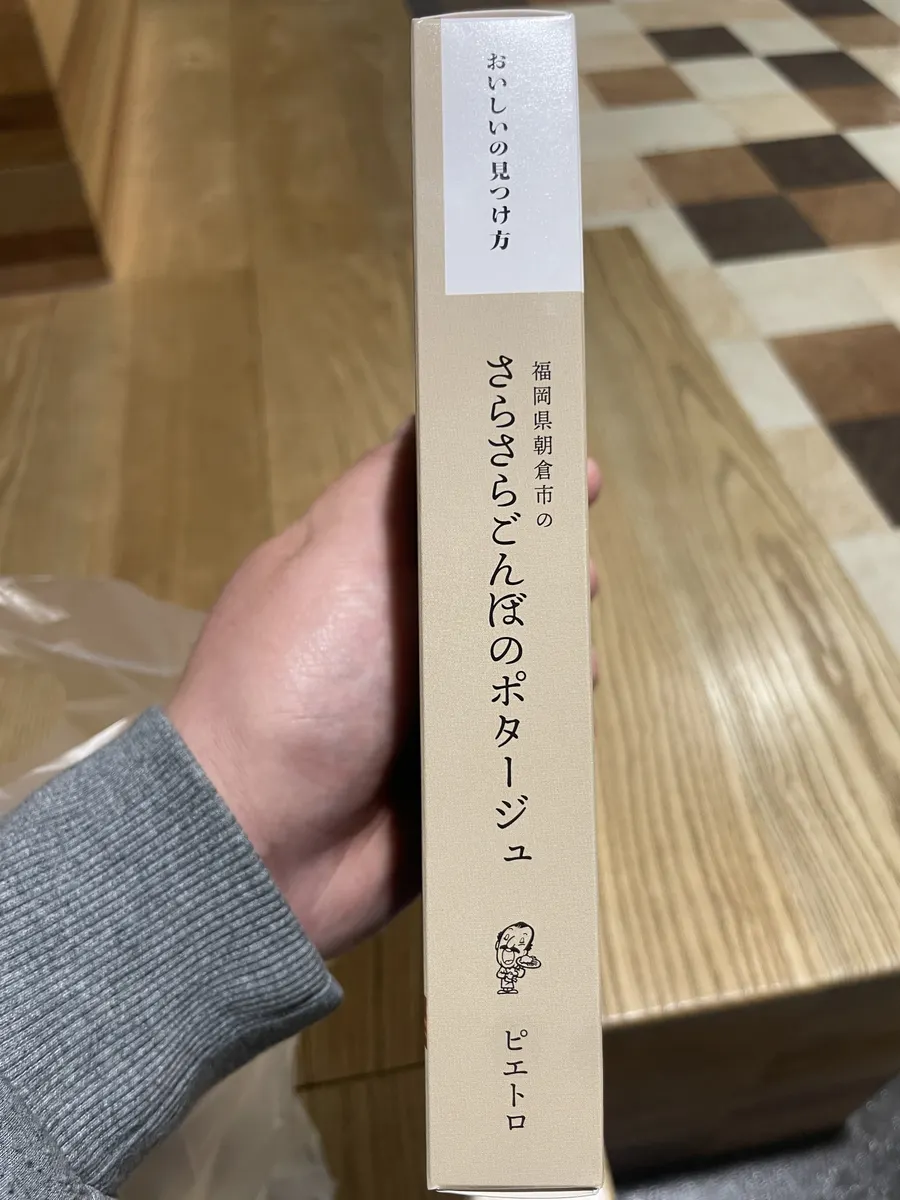 おいしいの見つけ方
福岡県朝倉市の
さらさらごんぼのポタージュ
ピエトロ